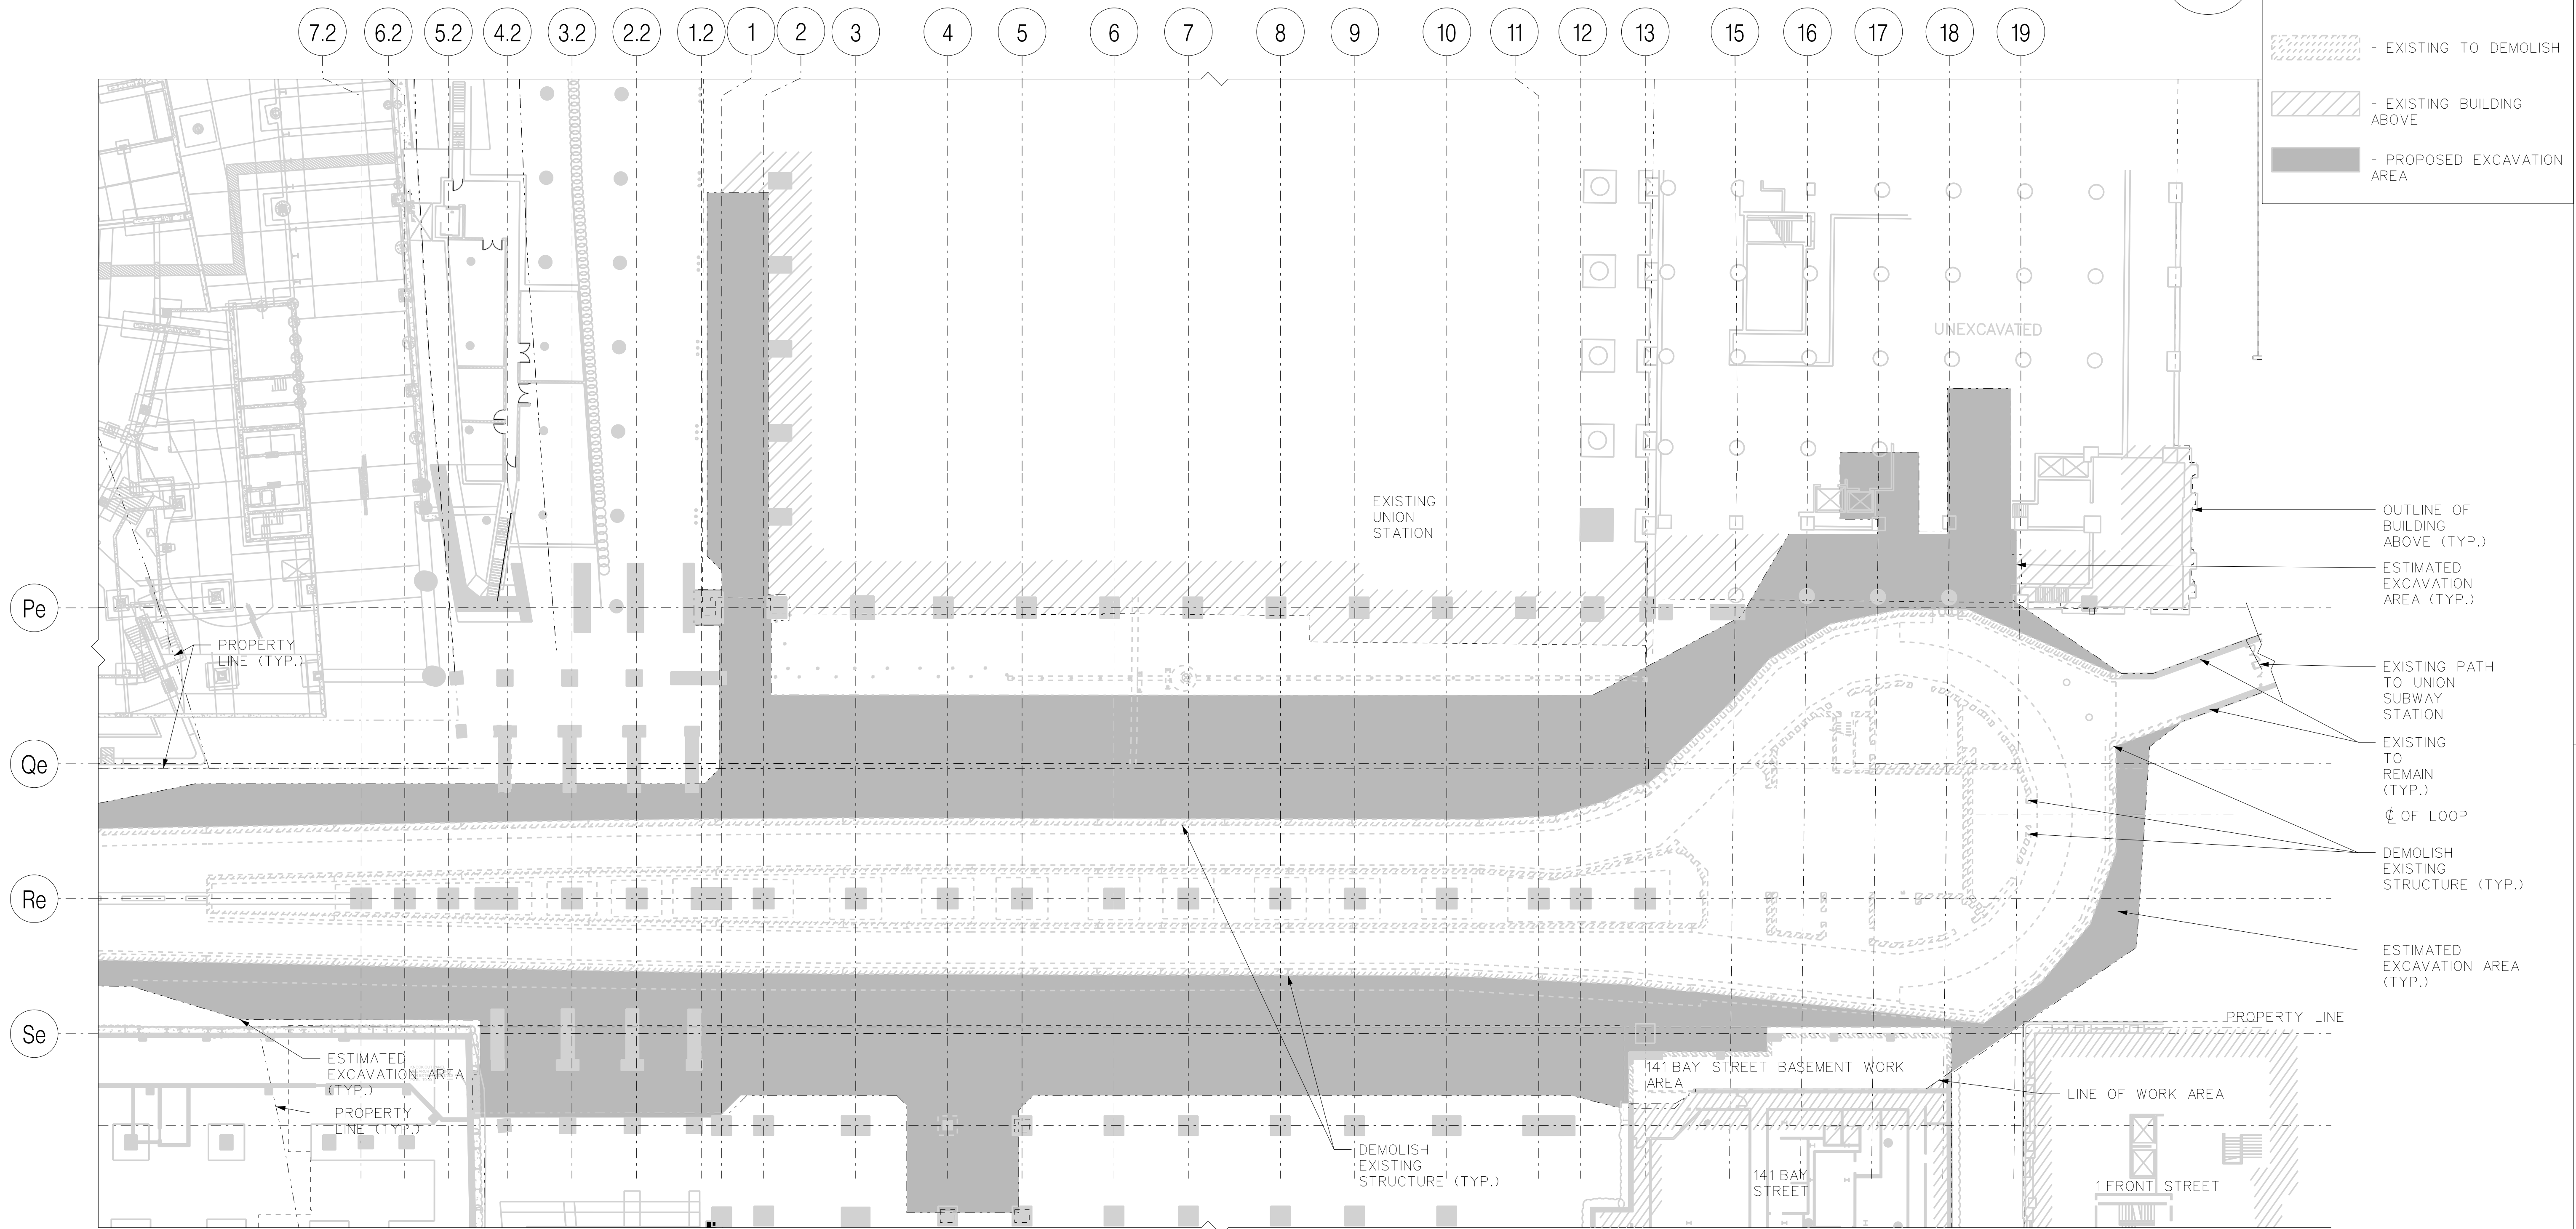 7.2 6.2 5.2 4.2 3.2 2.2 1.2 1 2 3 4 5 6 7 8 9 10 11 12 13 15 16 17 18 19
- EXISTING TO DEMOLISH
- EXISTING BUILDING
ABOVE
- PROPOSED EXCAVATION
AREA
UNEXCAVATED
EXISTING
UNION
STATION
OUTLINE OF
BUILDING
ABOVE (TYP.)
ESTIMATED
EXCAVATION
AREA (TYP.)
Pe
PROPERTY
LINE (TYP.)
EXISTING PATH
TO UNION
SUBWAY
STATION
EXISTING
TO
REMAIN
(TYP.)
Qe
℄ OF LOOP
DEMOLISH
EXISTING
STRUCTURE (TYP.)
Re
ESTIMATED
EXCAVATION AREA
(TYP.)
PROPERTY LINE
Se
ESTIMATED
EXCAVATION AREA
(TYP.)
141 BAY STREET BASEMENT WORK
AREA
LINE OF WORK AREA
PROPERTY
LINE (TYP.)
DEMOLISH
EXISTING
STRUCTURE (TYP.)
141 BAY
STREET
1 FRONT STREET